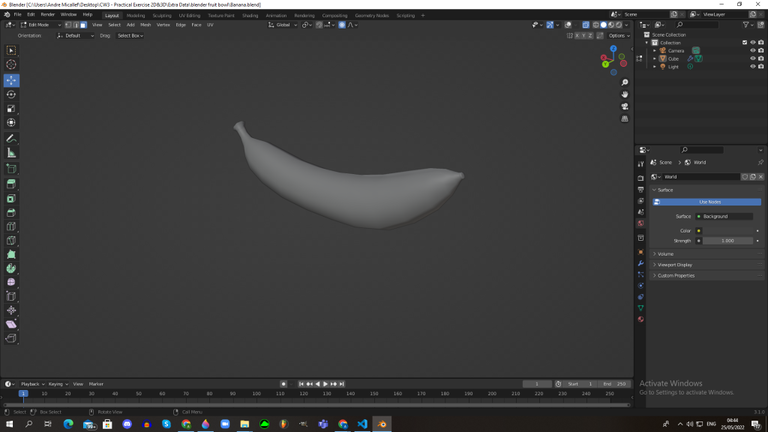 Blender [C:\Users\Andre Micallef\Desktop\CW3 - Practical Exercise 2D&3D\Extra Data\blender fruit bowl\Banana.blend]
File Edit Render Window Help Layout Modeling Sculpting UV Editing Texture Paint Shading Animation Rendering Compositing Geometry Nodes Scripting + Scene ViewLayer
Edit Mode View Select Add Mesh Vertex Edge Face UV Global
Orientation: Default Drag: Select Box X Y Z Options
Scene Collection
Collection
Camera
Cube
Light
Scene > World
World
Surface
Use Nodes
Surface Background
Color
Strength 1.000
Volume
Viewport Display
Custom Properties
Playback Keying View Marker 1 Start 1 End 250
1 10 20 30 40 50 60 70 80 90 100 110 120 130 140 150 160 170 180 190 200 210 220 230 240 250
Select Box Select Rotate View Call Menu
Activate Windows
Go to Settings to activate Windows.
ENG
04:44
25/05/2022